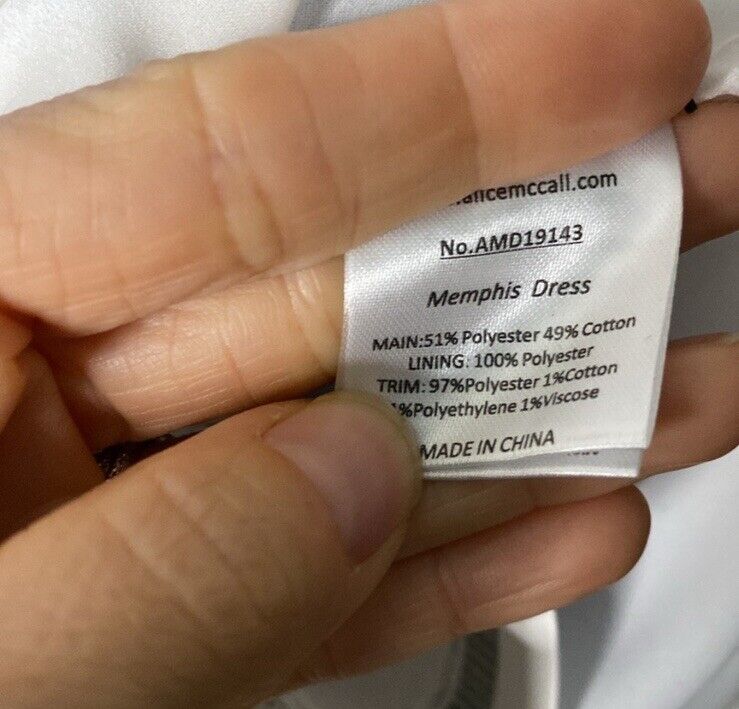 .alicemccall.com
No.AMD19143
Memphis Dress
MAIN:51% Polyester 49% Cotton
LINING: 100% Polyester
TRIM: 97%Polyester 1%Cotton
1%Polyethylene 1%Viscose
MADE IN CHINA